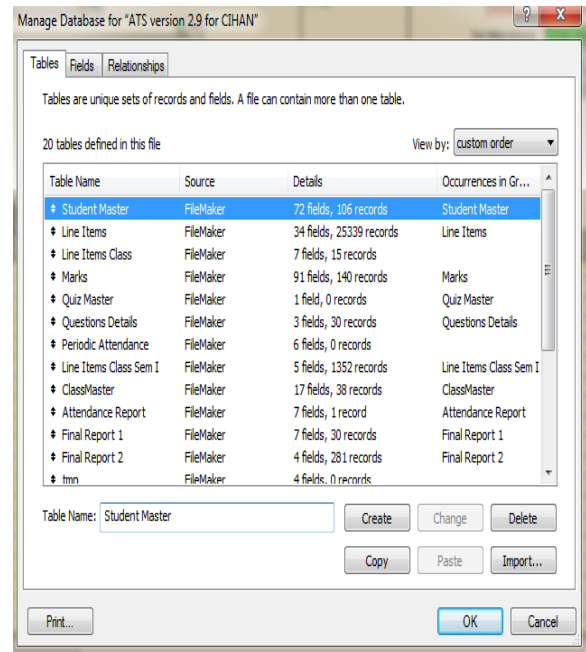 Manage Database for "ATS version 2.9 for CIHAN"
Tables Fields Relationships
Tables are unique sets of records and fields. A file can contain more than one table.
20 tables defined in this file View by: custom order
Table Name Source Details Occurrences in Gr...
Student Master FileMaker 72 fields, 106 records Student Master
Line Items FileMaker 34 fields, 25339 records Line Items
Line Items Class FileMaker 7 fields, 15 records
Marks FileMaker 91 fields, 140 records Marks
Quiz Master FileMaker 1 field, 0 records Quiz Master
Questions Details FileMaker 3 fields, 30 records Questions Details
Periodic Attendance FileMaker 6 fields, 0 records
Line Items Class Sem I FileMaker 5 fields, 1352 records Line Items Class Sem I
ClassMaster FileMaker 17 fields, 38 records ClassMaster
Attendance Report FileMaker 7 fields, 1 record Attendance Report
Final Report 1 FileMaker 7 fields, 30 records Final Report 1
Final Report 2 FileMaker 4 fields, 281 records Final Report 2
tmp FileMaker 4 fields, 0 records
Table Name: Student Master Create Change Delete
Copy Paste Import...
Print... OK Cancel